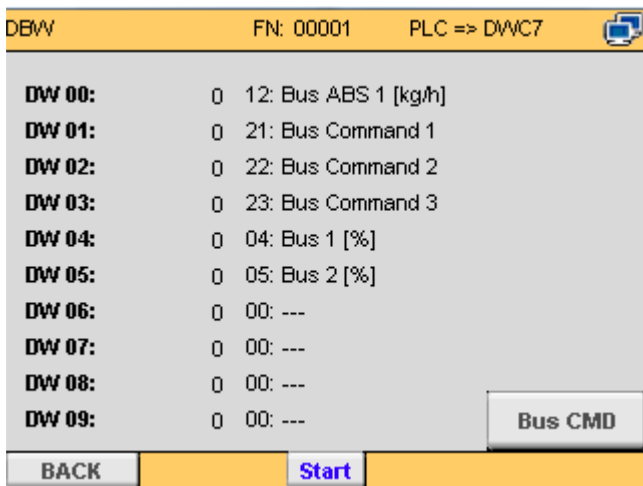 DBW FN: 00001 PLC => DWC7
DW 00: 0 12: Bus ABS 1 [kg/h]
DW 01: 0 21: Bus Command 1
DW 02: 0 22: Bus Command 2
DW 03: 0 23: Bus Command 3
DW 04: 0 04: Bus 1 [%]
DW 05: 0 05: Bus 2 [%]
DW 06: 0 00: ---
DW 07: 0 00: ---
DW 08: 0 00: ---
DW 09: 0 00: ---
Bus CMD
BACK Start